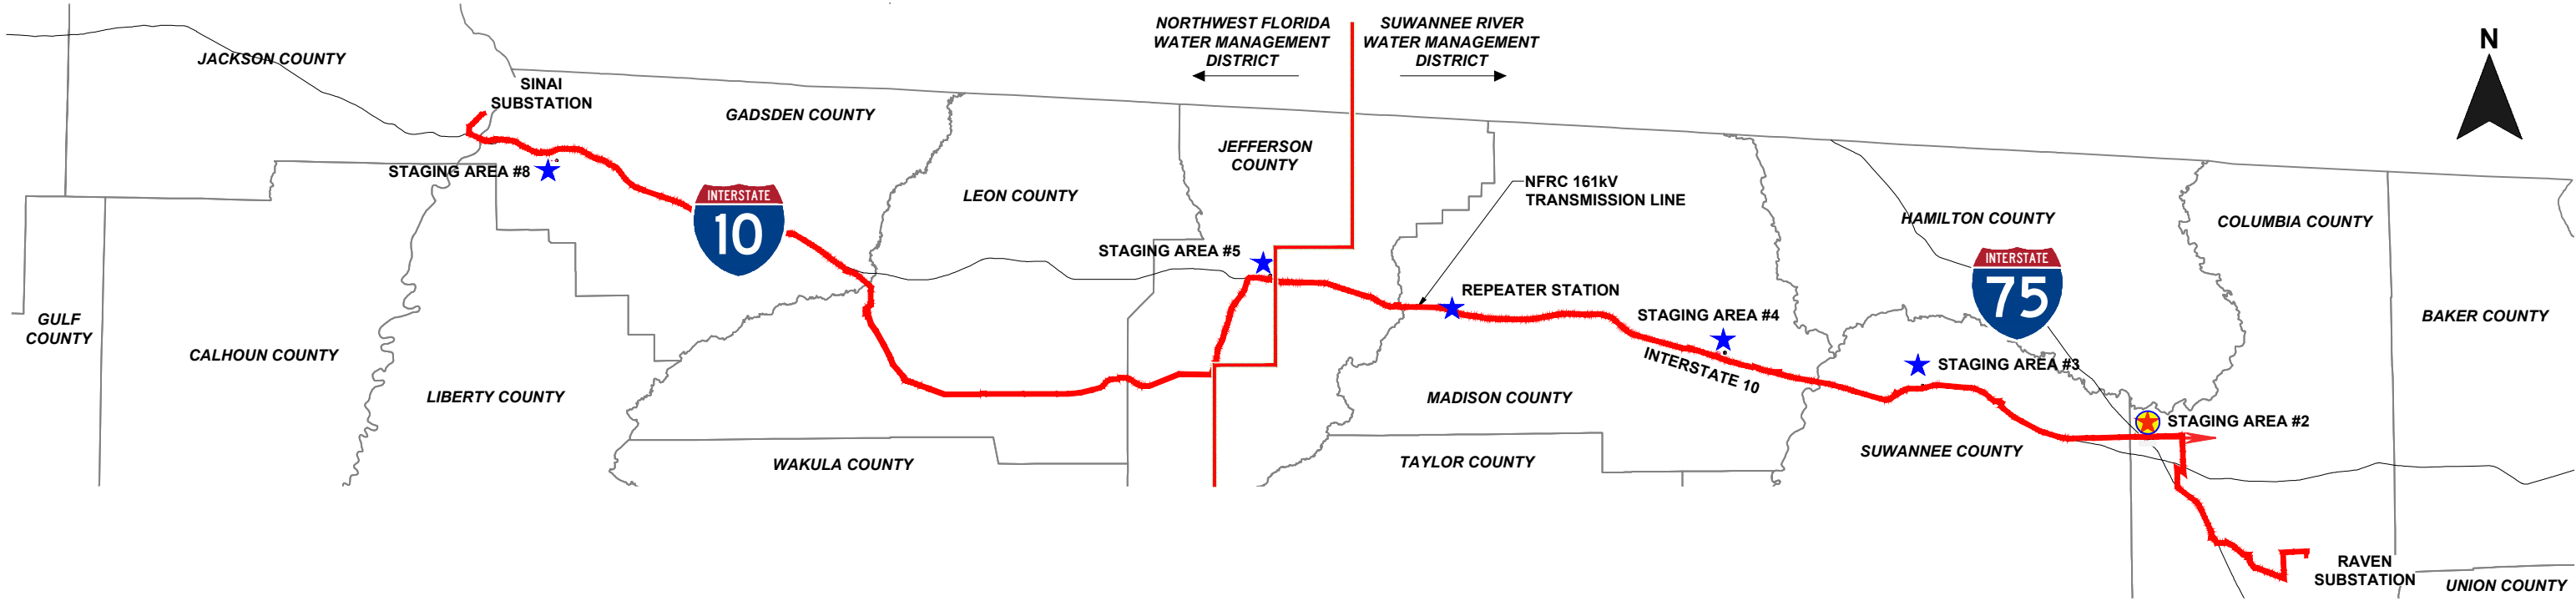 NORTHWEST FLORIDA
WATER MANAGEMENT
DISTRICT
SUWANNEE RIVER
WATER MANAGEMENT
DISTRICT
N
JACKSON COUNTY
SINAI
SUBSTATION
GADSDEN COUNTY
STAGING AREA #8
INTERSTATE
10
LEON COUNTY
JEFFERSON
COUNTY
STAGING AREA #5
NFRC 161kV
TRANSMISSION LINE
REPEATER STATION
STAGING AREA #4
INTERSTATE 10
HAMILTON COUNTY
INTERSTATE
75
COLUMBIA COUNTY
BAKER COUNTY
GULF
COUNTY
CALHOUN COUNTY
LIBERTY COUNTY
WAKULA COUNTY
MADISON COUNTY
TAYLOR COUNTY
STAGING AREA #3
STAGING AREA #2
SUWANNEE COUNTY
RAVEN
SUBSTATION
UNION COUNTY